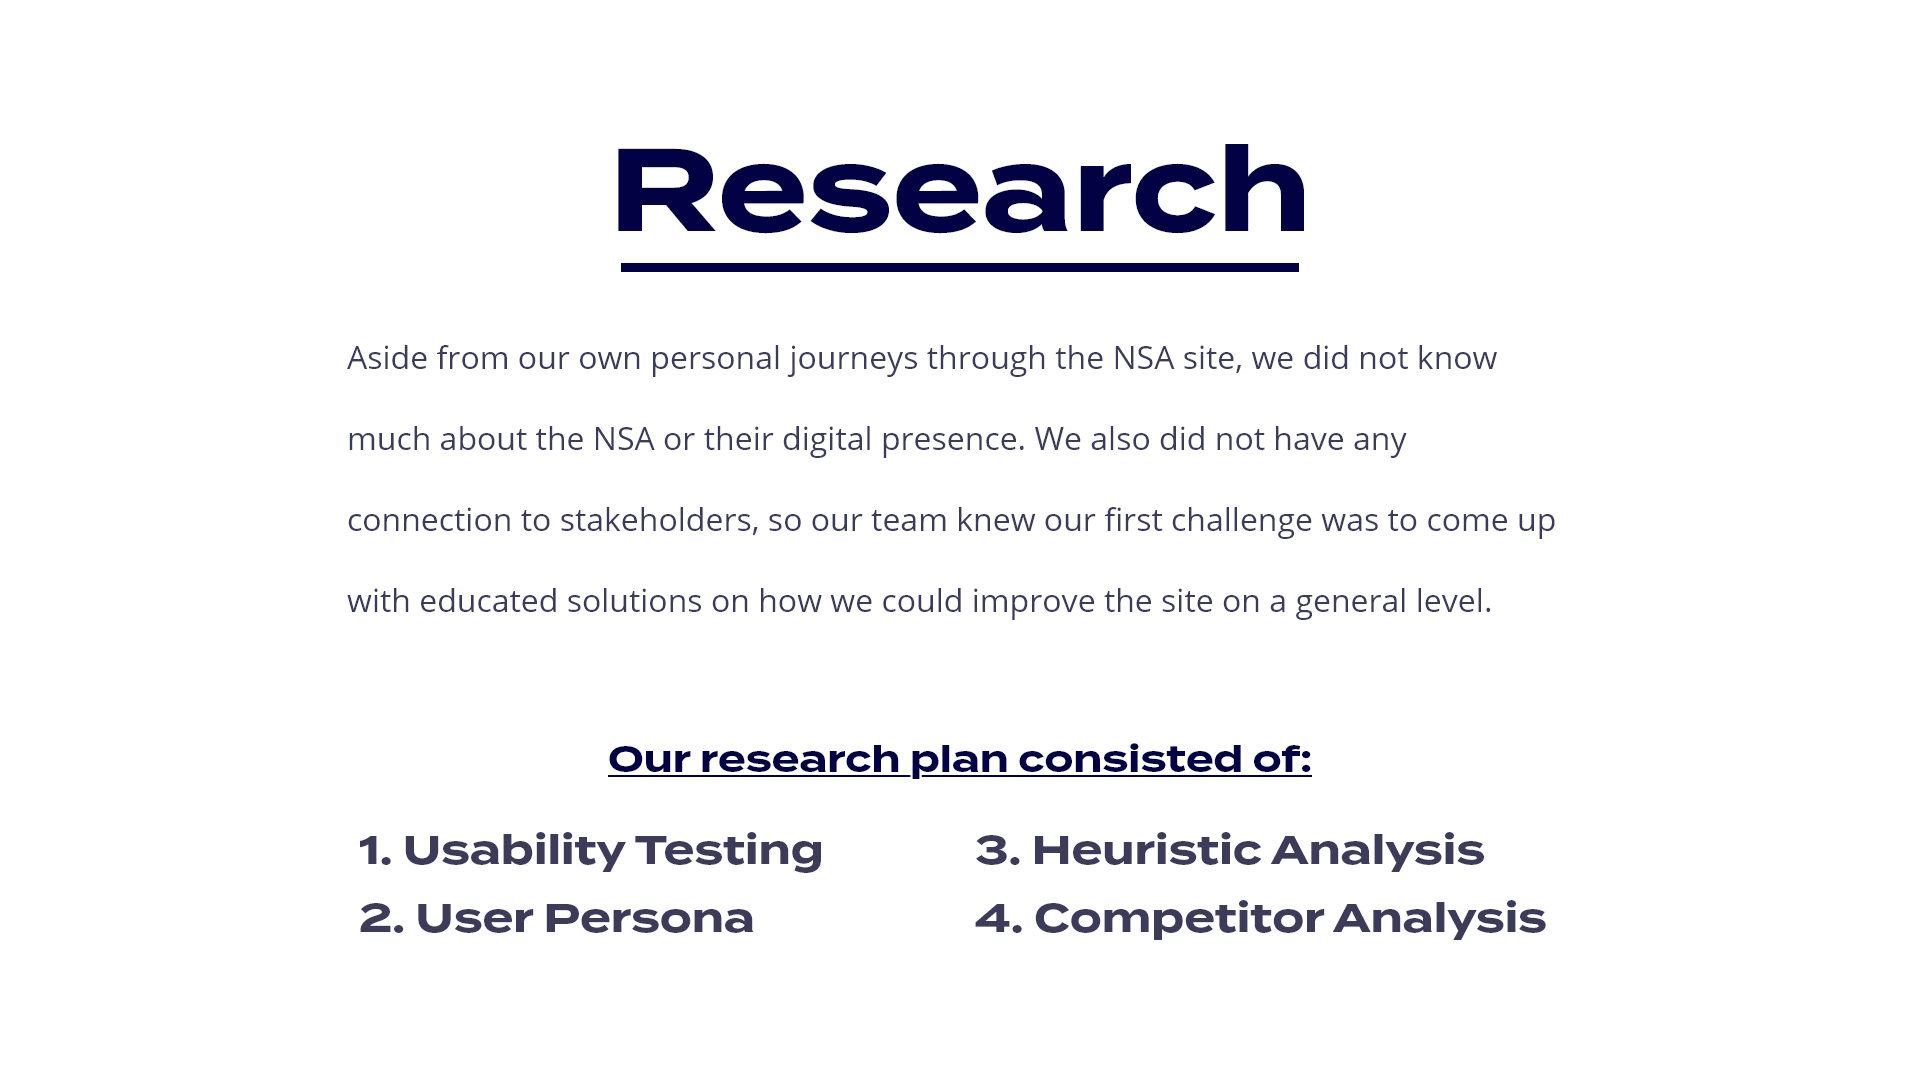 Research
Aside from our own personal journeys through the NSA site, we did not know
much about the NSA or their digital presence. We also did not have any
connection to stakeholders, so our team knew our first challenge was to come up
with educated solutions on how we could improve the site on a general level.
Our research plan consisted of:
1. Usability Testing
2. User Persona
3. Heuristic Analysis
4. Competitor Analysis